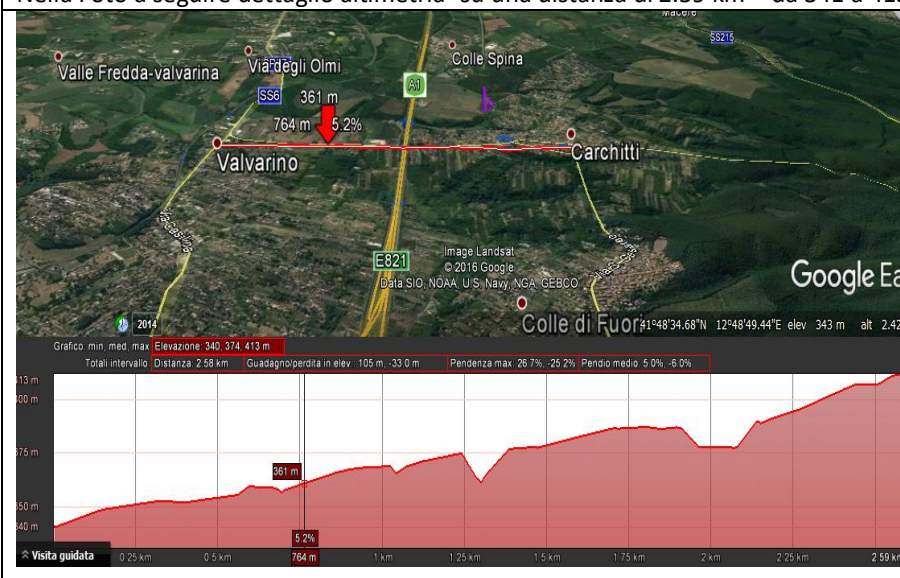 Nella Foto a seguire dettaglio altimetria su una distanza di 2.59 km da 341 a 428
Macere
SS215
Valle Fredda-valvarina
Via degli Olmi
Colle Spina
A1
SS6
361 m
764 m 5.2%
Valvarino
Carchitti
Via Casilina
E821
Image Landsat
© 2016 Google
Data SIO, NOAA, U.S. Navy, NGA, GEBCO
Google Ea
2014
Colle di Fuori
41°48'34.68"N 12°48'49.44"E elev 343 m alt 2.42
Grafico: min, med, max Elevazione: 340, 374, 413 m
Totali intervallo: Distanza: 2.58 km Guadagno/perdita in elev.: 105 m, -33.0 m Pendenza max: 26.7%, -25.2% Pendio medio: 5.0%, -6.0%
413 m
400 m
375 m
361 m
350 m
340 m
5.2%
Visita guidata 0.25 km 0.5 km 764 m 1 km 1.25 km 1.5 km 1.75 km 2 km 2.25 km 2.59 km